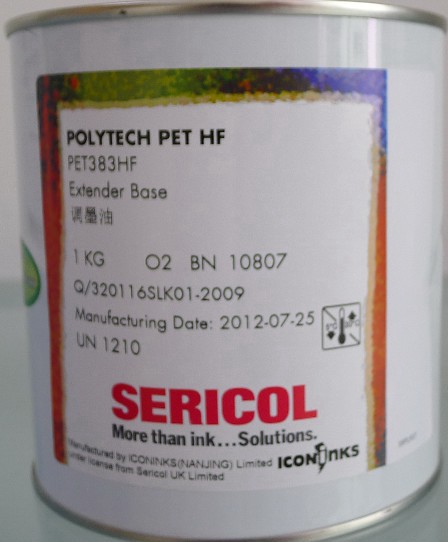 POLYTECH PET HF
PET383HF
Extender Base
调墨油
1 KG O2 BN 10807
Q/320116SLK01-2009
Manufacturing Date: 2012-07-25
UN 1210
SERICOL
More than ink...Solutions.
Manufactured by ICONINKS(NANJING) Limited
under license from Sericol UK Limited
ICONINKS